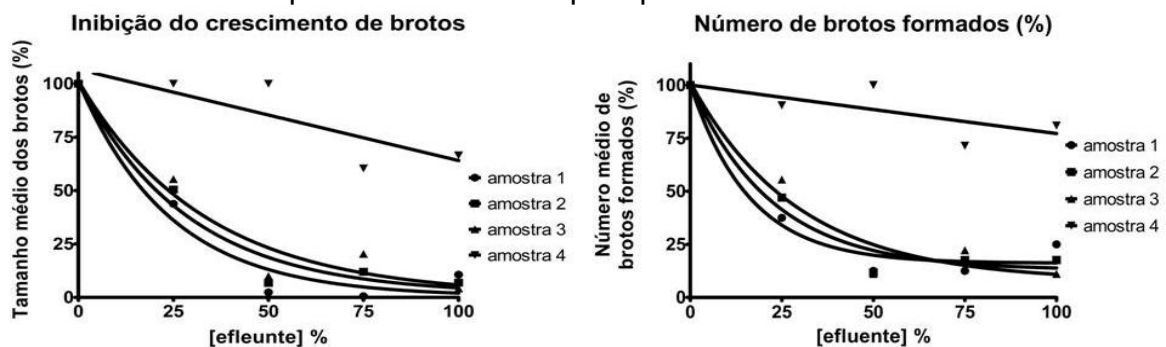 Inibição do crescimento de brotos
Tamanho médio dos brotos (%)
100
75
50
25
0
0 25 50 75 100
[efleunte] %
amostra 1
amostra 2
amostra 3
amostra 4
Número de brotos formados (%)
Número médio de
brotos formados (%)
100
75
50
25
0
0 25 50 75 100
[efluente] %
amostra 1
amostra 2
amostra 3
amostra 4